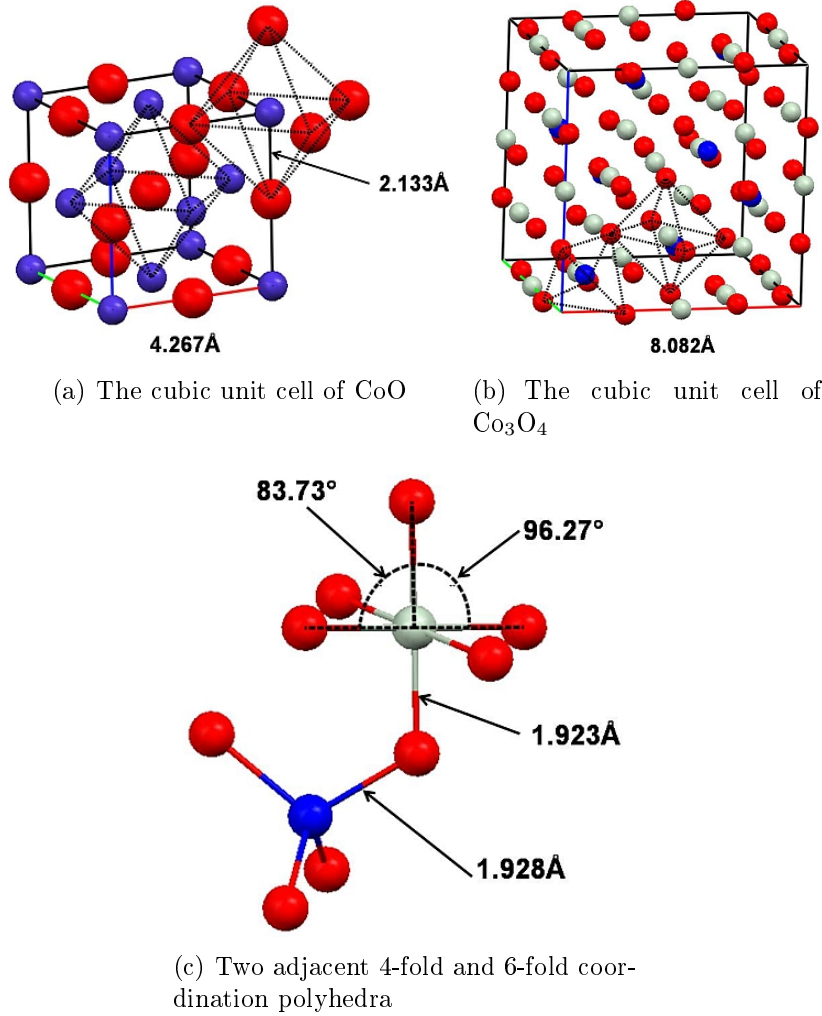 2.133Å
4.267Å
8.082Å
(a) The cubic unit cell of CoO
(b) The cubic unit cell of
Co₃O₄
83.73°
96.27°
1.923Å
1.928Å
(c) Two adjacent 4-fold and 6-fold coor-
dination polyhedra